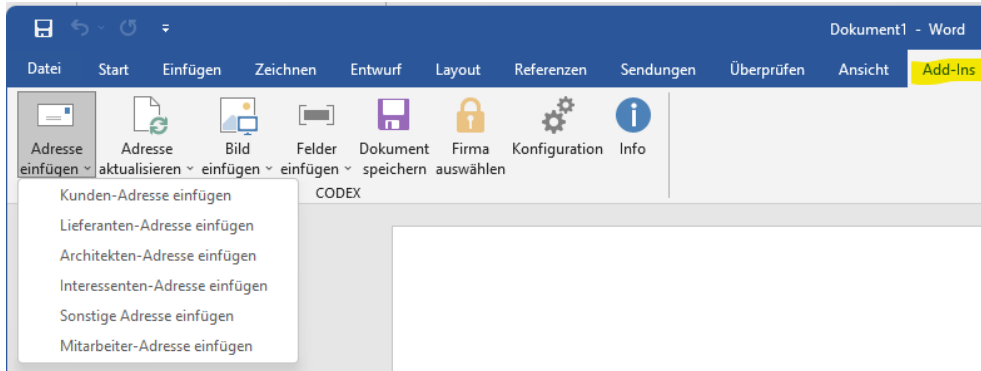 Dokument1 - Word
Datei Start Einfügen Zeichnen Entwurf Layout Referenzen Sendungen Überprüfen Ansicht Add-Ins
Adresse einfügen
Adresse aktualisieren
Bild einfügen
Felder einfügen
Dokument speichern
Firma auswählen
Konfiguration
Info
CODEX
Kunden-Adresse einfügen
Lieferanten-Adresse einfügen
Architekten-Adresse einfügen
Interessenten-Adresse einfügen
Sonstige Adresse einfügen
Mitarbeiter-Adresse einfügen